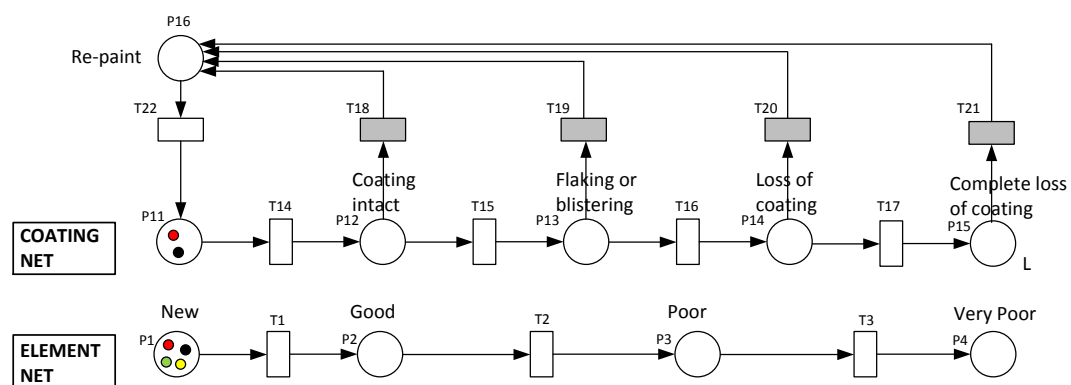 P16
Re-paint
T22
T18
T19
T20
T21
Coating
intact
Flaking or
blistering
Loss of
coating
Complete loss
of coating
P11
T14
P12
T15
P13
T16
P14
T17
P15
COATING
NET
L
New
Good
Poor
Very Poor
P1
T1
P2
T2
P3
T3
P4
ELEMENT
NET